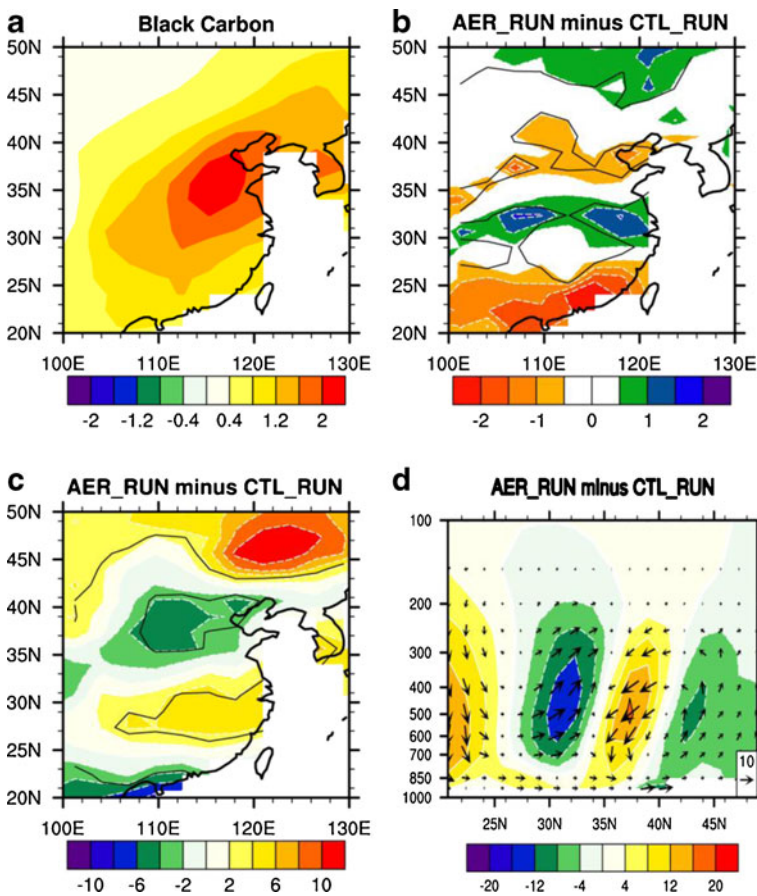 a Black Carbon
50N
45N
40N
35N
30N
25N
20N
100E 110E 120E 130E
-2 -1.2 -0.4 0.4 1.2 2
b AER_RUN minus CTL_RUN
50N
45N
40N
35N
30N
25N
20N
100E 110E 120E 130E
-2 -1 0 1 2
c AER_RUN minus CTL_RUN
50N
45N
40N
35N
30N
25N
20N
100E 110E 120E 130E
-10 -6 -2 2 6 10
d AER_RUN minus CTL_RUN
100
200
300
400
500
600
700
850
1000
10
25N 30N 35N 40N 45N
-20 -12 -4 4 12 20